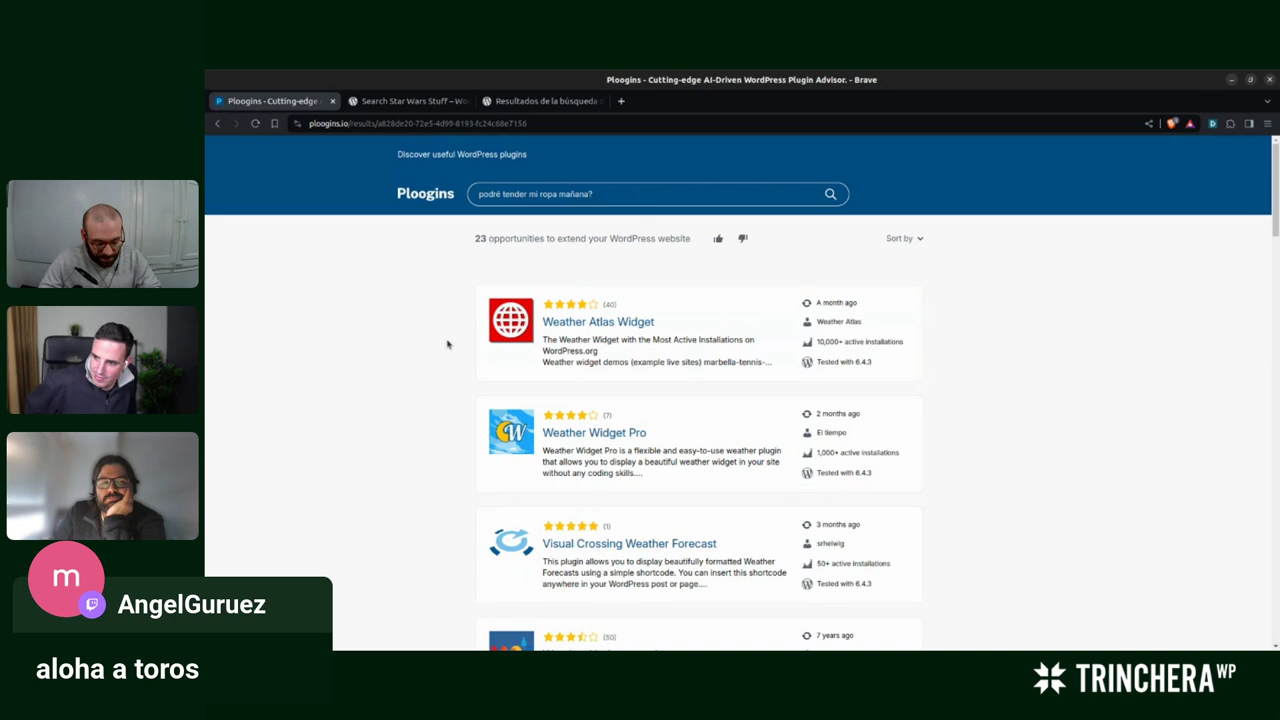 Ploogins - Cutting-edge AI-Driven WordPress Plugin Advisor. - Brave
Ploogins - Cutting-edge
Search Star Wars Stuff – Wo
Resultados de la búsqueda d
ploogins.io/results/a828de20-72e5-4d99-8193-fc24c68e7156
Discover useful WordPress plugins
Ploogins
podré tender mi ropa mañana?
23 opportunities to extend your WordPress website
Sort by
(40)
Weather Atlas Widget
The Weather Widget with the Most Active Installations on
WordPress.org
Weather widget demos (example live sites) marbella-tennis-...
A month ago
Weather Atlas
10,000+ active installations
Tested with 6.4.3
(7)
Weather Widget Pro
Weather Widget Pro is a flexible and easy-to-use weather plugin
that allows you to display a beautiful weather widget in your site
without any coding skills....
2 months ago
El tiempo
1,000+ active installations
Tested with 6.4.3
(1)
Visual Crossing Weather Forecast
This plugin allows you to display beautifully formatted Weather
Forecasts using a simple shortcode. You can insert this shortcode
anywhere in your WordPress post or page....
3 months ago
srhelwig
50+ active installations
Tested with 6.4.3
(50)
7 years ago
m
AngelGuruez
aloha a toros
TRINCHERA WP